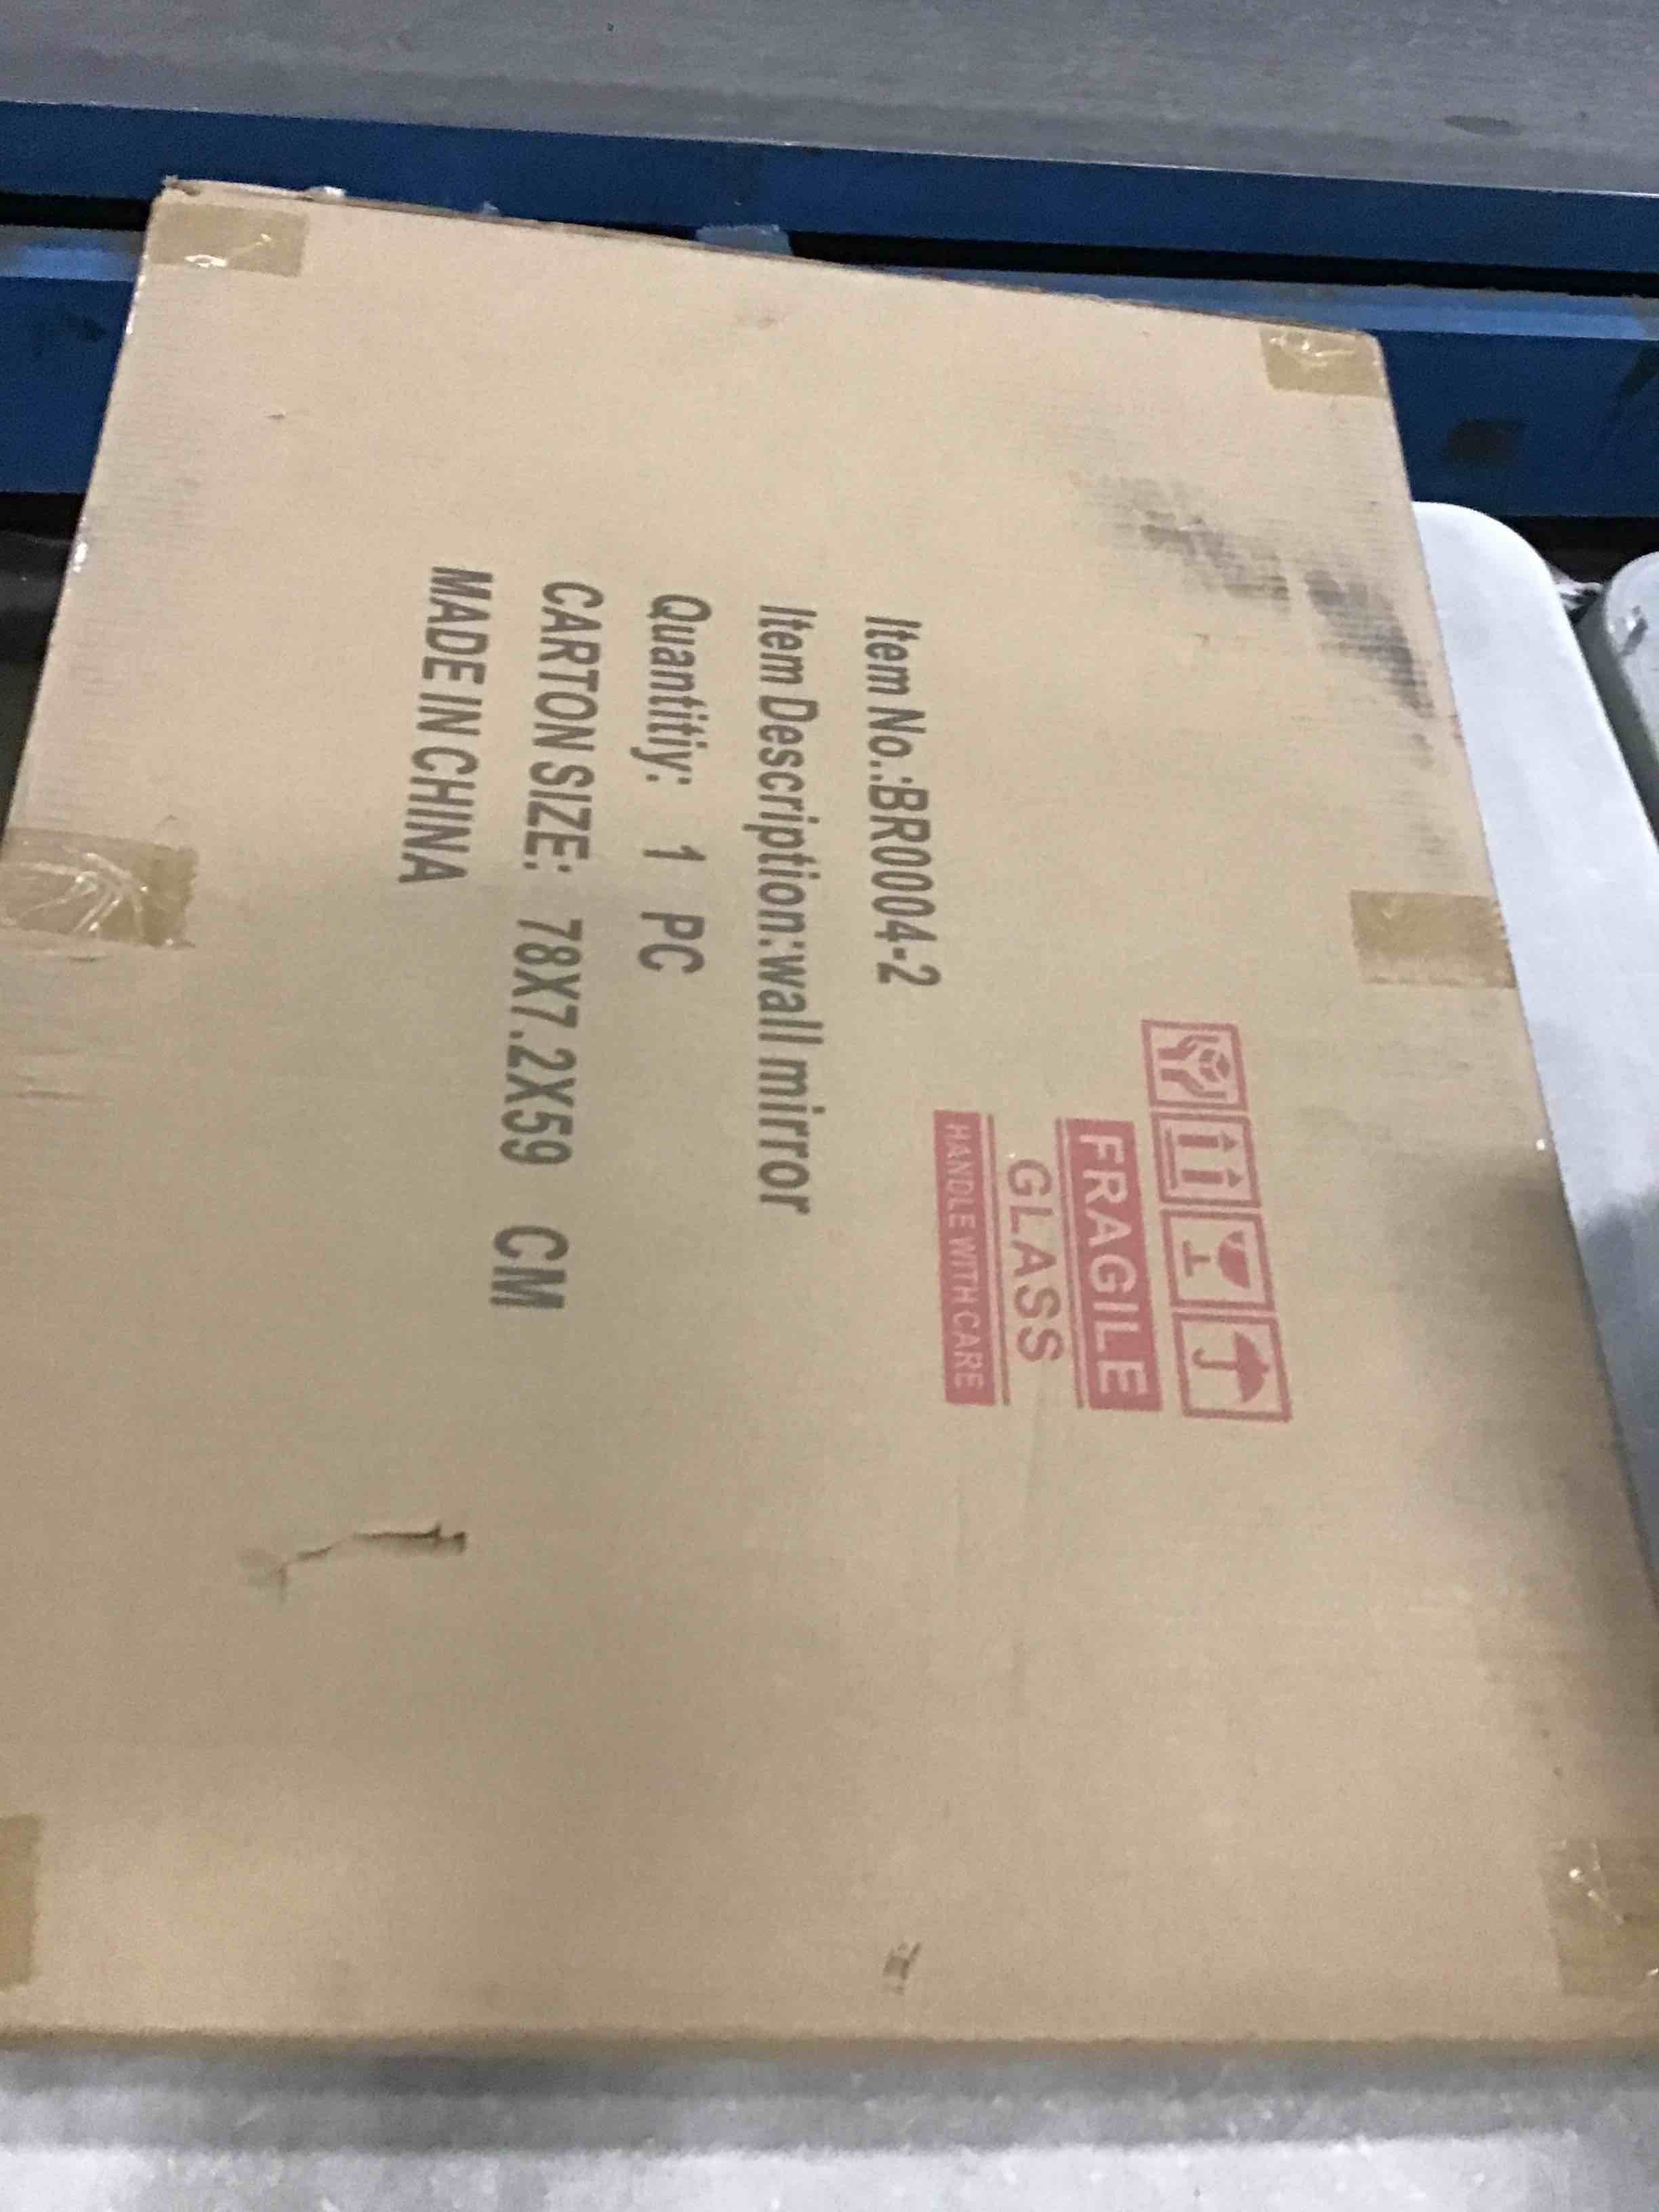 FRAGILE
GLASS
HANDLE WITH CARE
Item No.:BR0004-2
Item Description:wall mirror
Quantitiy: 1 PC
CARTON SIZE: 78X7.2X59 CM
MADE IN CHINA